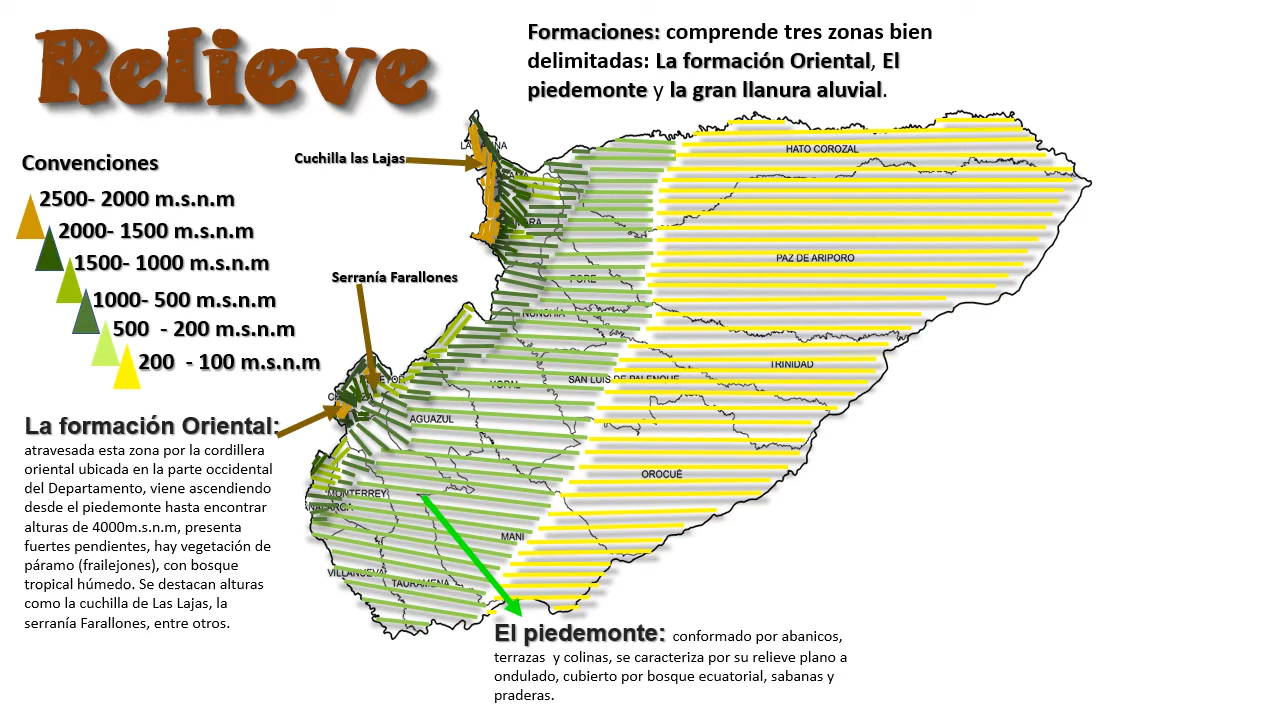 Relieve
Formaciones: comprende tres zonas bien
delimitadas: La formación Oriental, El
piedemonte y la gran llanura aluvial.
Convenciones
2500- 2000 m.s.n.m
2000- 1500 m.s.n.m
1500- 1000 m.s.n.m
1000- 500 m.s.n.m
500 - 200 m.s.n.m
200 - 100 m.s.n.m
Cuchilla las Lajas
Serranía Farallones
HATO COROZAL
PAZ DE ARIPORO
PORE
NUNCHÍA
TRINIDAD
SAN LUIS DE PALENQUE
YOPAL
AGUAZUL
OROCUÉ
MONTERREY
MANI
VILLANUEVA
TAURAMENA
La formación Oriental:
atravesada esta zona por la cordillera
oriental ubicada en la parte occidental
del Departamento, viene ascendiendo
desde el piedemonte hasta encontrar
alturas de 4000m.s.n.m, presenta
fuertes pendientes, hay vegetación de
páramo (frailejones), con bosque
tropical húmedo. Se destacan alturas
como la cuchilla de Las Lajas, la
serranía Farallones, entre otros.
El piedemonte: conformado por abanicos,
terrazas y colinas, se caracteriza por su relieve plano a
ondulado, cubierto por bosque ecuatorial, sabanas y
praderas.